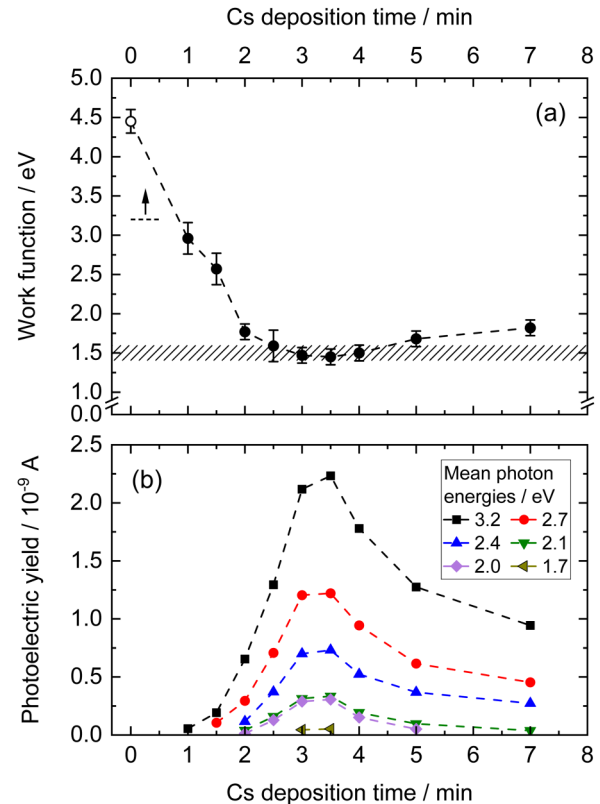 Cs deposition time / min
0 1 2 3 4 5 6 7 8
(a)
Work function / eV
5.0
4.5
4.0
3.5
3.0
2.5
2.0
1.5
1.0
0.0
(b)
Photoelectric yield / 10⁻⁹ A
2.5
2.0
1.5
1.0
0.5
0.0
Mean photon
energies / eV
3.2 2.7
2.4 2.1
2.0 1.7
0 1 2 3 4 5 6 7 8
Cs deposition time / min